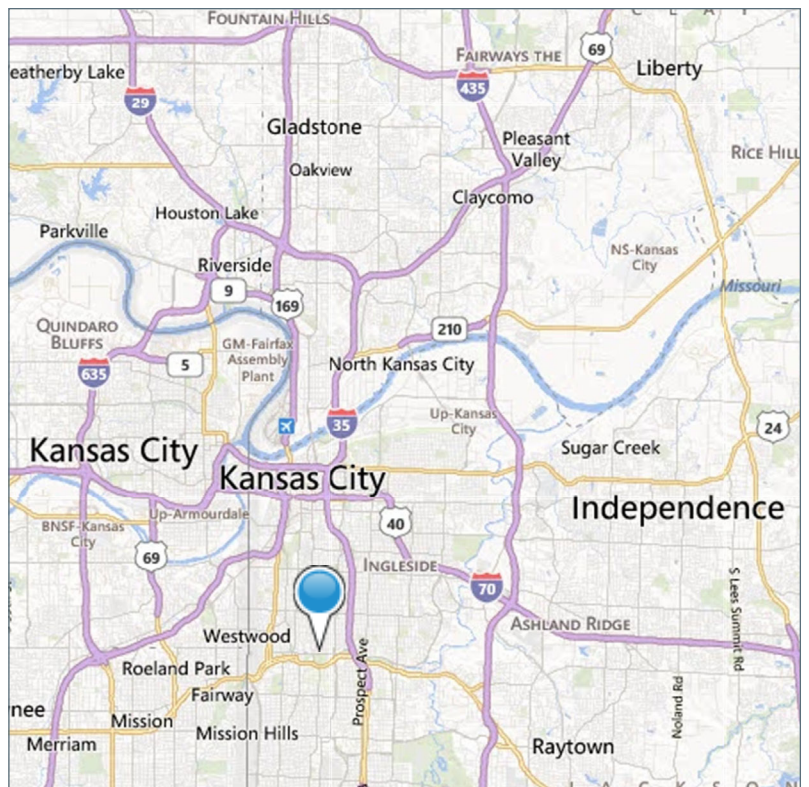 FOUNTAIN HILLS
C L A Y
69
FAIRWAYS THE
eatherby Lake
Liberty
435
29
Gladstone
Pleasant
Valley
RICE HILL
Oakview
Claycomo
Houston Lake
Parkville
NS-Kansas
City
Riverside
Missouri
9
169
QUINDARO
BLUFFS
210
GM-Fairfax
Assembly
Plant
5
North Kansas City
635
35
Up-Kansas
City
24
Kansas City
Sugar Creek
Kansas City
Independence
Up-Armourdale
BNSF-Kansas
City
40
69
INGLESIDE
70
S Lees Summit Rd
ASHLAND RIDGE
Westwood
Roeland Park
Prospect Ave
Fairway
Noland Rd
nee
Mission
Mission Hills
Merriam
Raytown
J A C K S O N